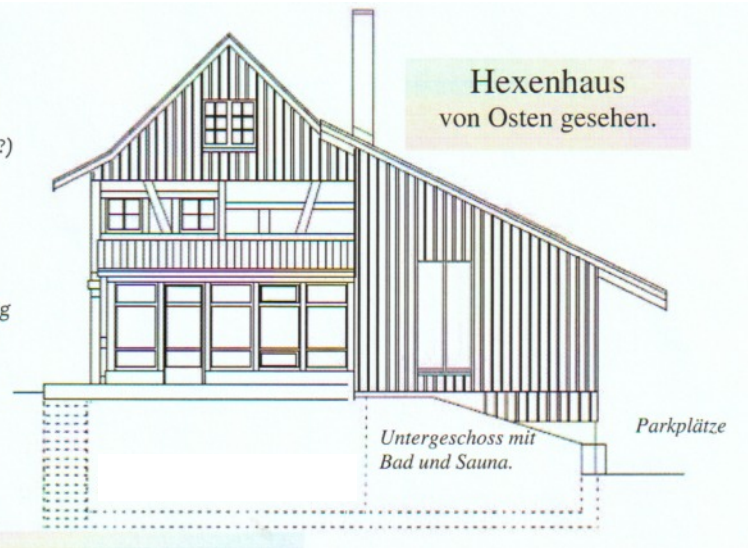 Hexenhaus
von Osten gesehen.
?)
g
Untergeschoss mit
Bad und Sauna.
Parkplätze